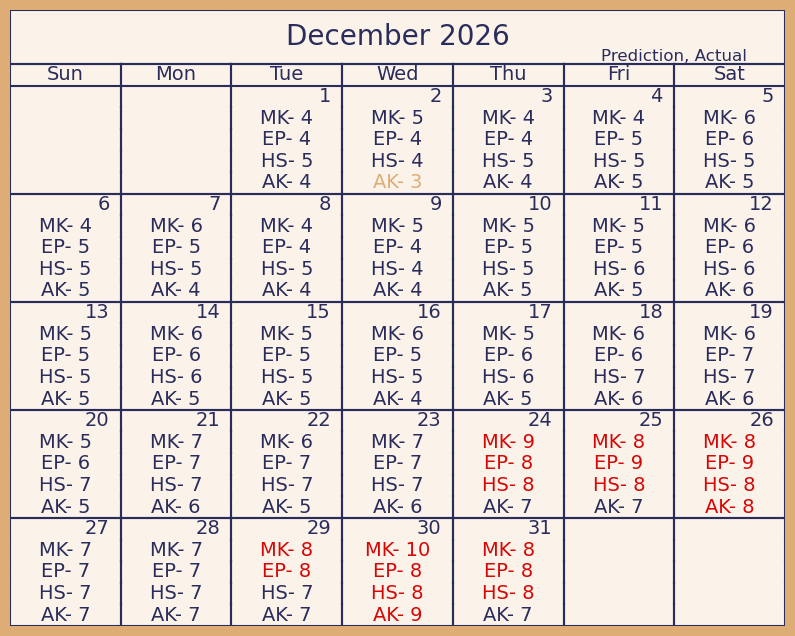 December 2026
Prediction, Actual
Sun Mon Tue Wed Thu Fri Sat
1 2 3 4 5
MK- 4 MK- 5 MK- 4 MK- 4 MK- 6
EP- 4 EP- 4 EP- 4 EP- 5 EP- 6
HS- 5 HS- 4 HS- 5 HS- 5 HS- 5
AK- 4 AK- 3 AK- 4 AK- 5 AK- 5
6 7 8 9 10 11 12
MK- 4 MK- 6 MK- 4 MK- 5 MK- 5 MK- 5 MK- 6
EP- 5 EP- 5 EP- 4 EP- 4 EP- 5 EP- 5 EP- 6
HS- 5 HS- 5 HS- 5 HS- 4 HS- 5 HS- 6 HS- 6
AK- 5 AK- 4 AK- 4 AK- 4 AK- 5 AK- 5 AK- 6
13 14 15 16 17 18 19
MK- 5 MK- 6 MK- 5 MK- 6 MK- 5 MK- 6 MK- 6
EP- 5 EP- 6 EP- 5 EP- 5 EP- 6 EP- 6 EP- 7
HS- 5 HS- 6 HS- 5 HS- 5 HS- 6 HS- 7 HS- 7
AK- 5 AK- 5 AK- 5 AK- 4 AK- 5 AK- 6 AK- 6
20 21 22 23 24 25 26
MK- 5 MK- 7 MK- 6 MK- 7 MK- 9 MK- 8 MK- 8
EP- 6 EP- 7 EP- 7 EP- 7 EP- 8 EP- 9 EP- 9
HS- 7 HS- 7 HS- 7 HS- 7 HS- 8 HS- 8 HS- 8
AK- 5 AK- 6 AK- 5 AK- 6 AK- 7 AK- 7 AK- 8
27 28 29 30 31
MK- 7 MK- 7 MK- 8 MK- 10 MK- 8
EP- 7 EP- 7 EP- 8 EP- 8 EP- 8
HS- 7 HS- 7 HS- 7 HS- 8 HS- 8
AK- 7 AK- 7 AK- 7 AK- 9 AK- 7